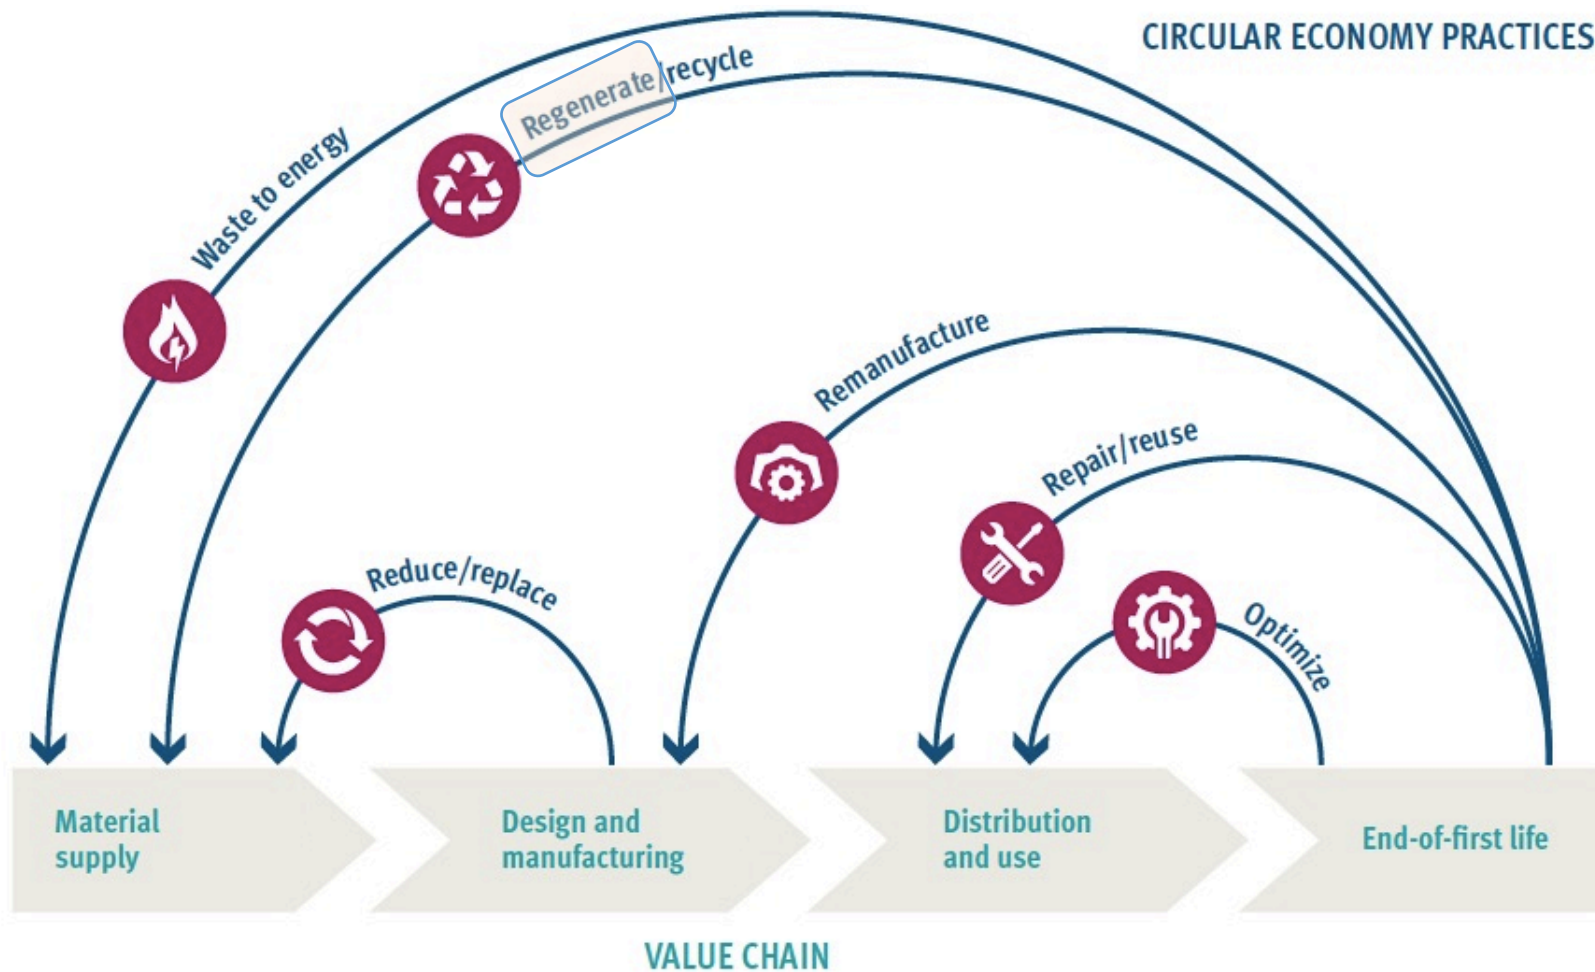 CIRCULAR ECONOMY PRACTICES
Regenerate/recycle
Waste to energy
Remanufacture
Repair/reuse
Reduce/replace
Optimize
Material
supply
Design and
manufacturing
Distribution
and use
End-of-first life
VALUE CHAIN